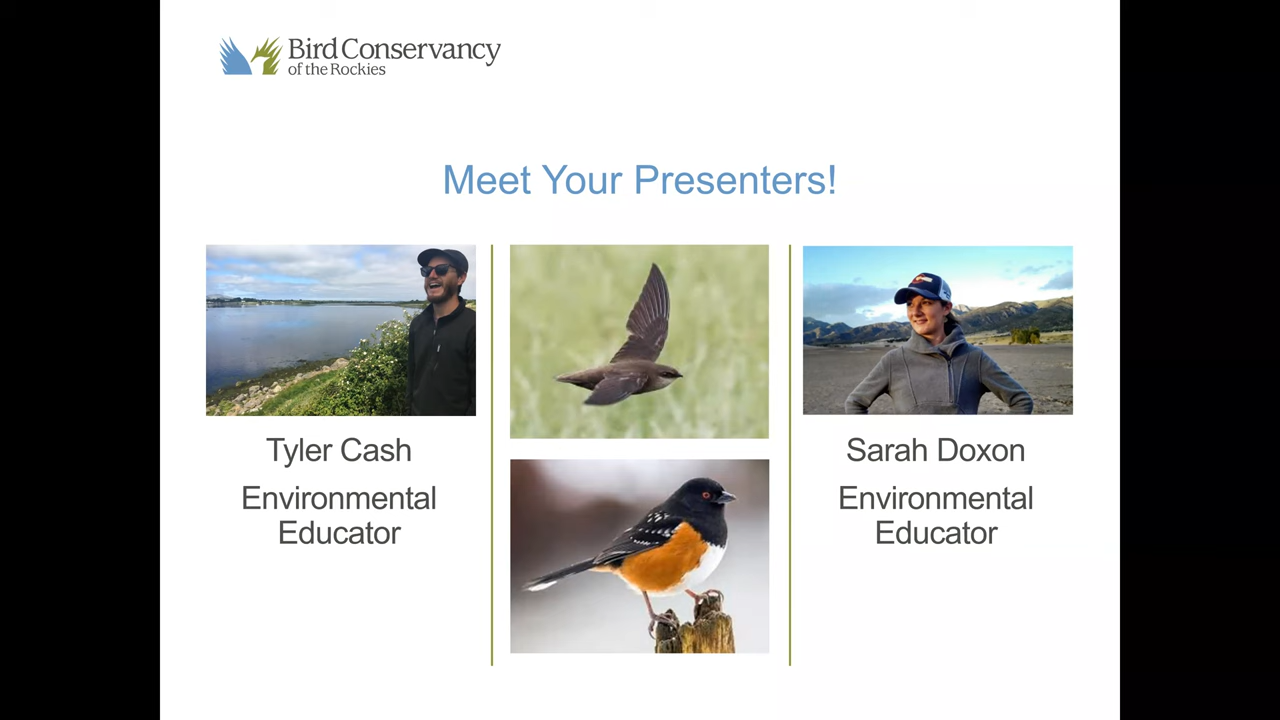 Bird Conservancy
of the Rockies
Meet Your Presenters!
Tyler Cash
Environmental
Educator
Sarah Doxon
Environmental
Educator